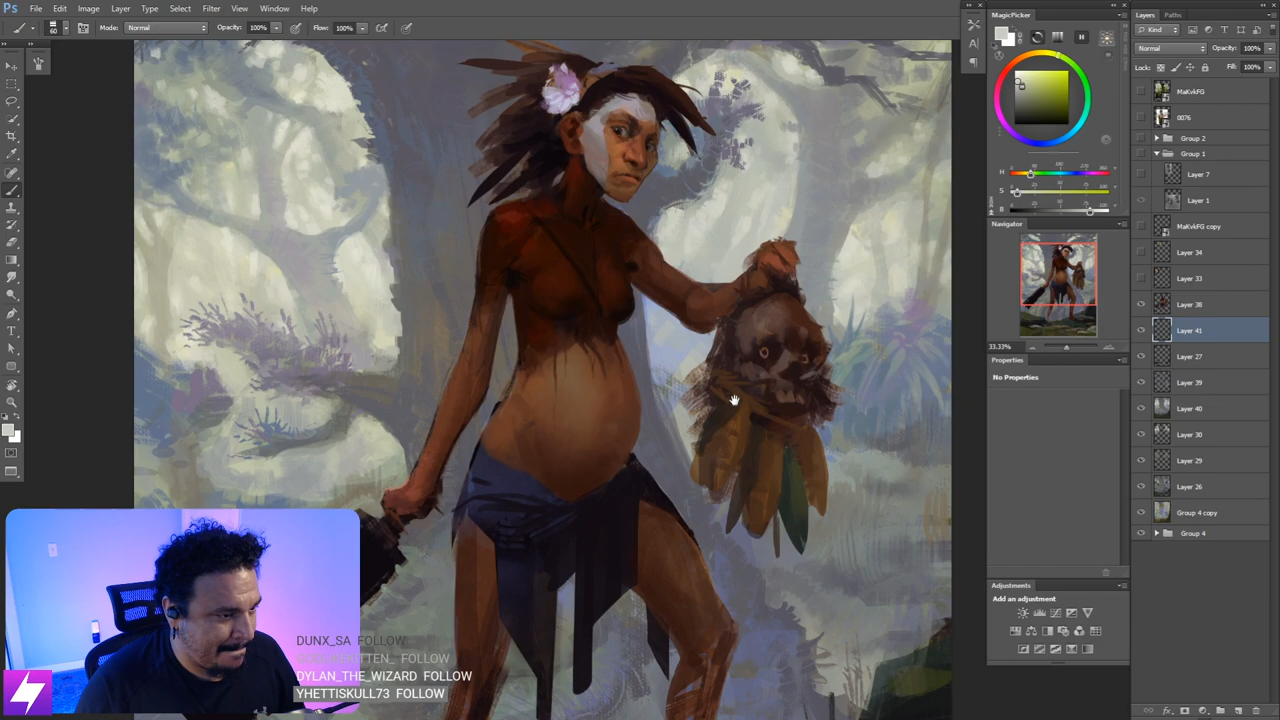 Ps File Edit Image Layer Type Select Filter View Window Help
60 Mode: Normal Opacity: 100% Flow: 100%
MagicPicker
H
H
S
B
Navigator
33.33%
Properties
No Properties
Adjustments
Add an adjustment
Layers Paths
Kind
Normal Opacity: 100%
Lock: Fill: 100%
MaKvkFG
0076
Group 2
Group 1
Layer 7
Layer 1
MaKvkFG copy
Layer 34
Layer 33
Layer 38
Layer 41
Layer 27
Layer 39
Layer 40
Layer 30
Layer 29
Layer 26
Group 4 copy
Group 4
DUNX_SA FOLLOW
FOLLOW
DYLAN_THE_WIZARD FOLLOW
YHETTISKULL73 FOLLOW